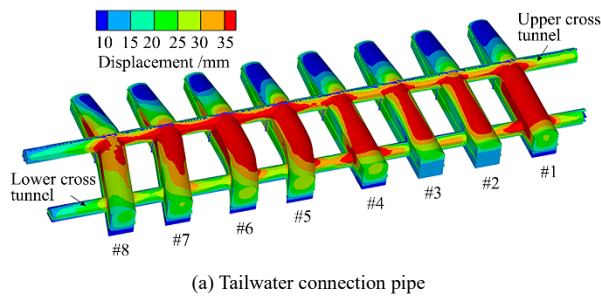 10 15 20 25 30 35
Displacement /mm
Upper cross
tunnel
Lower cross
tunnel
#8
#7
#6
#5
#4
#3
#2
#1
(a) Tailwater connection pipe